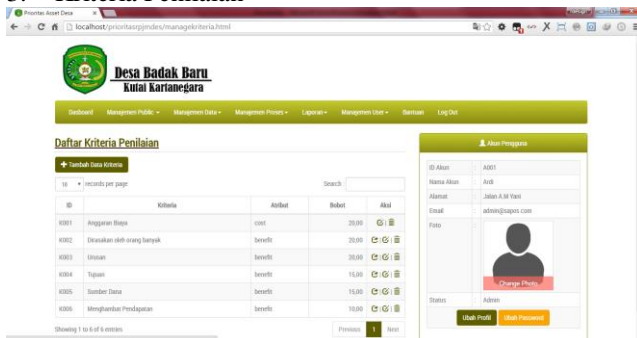 Kriteria Penilaian
Prioritas Asset Desa
localhost/prioritasrpjmdes/managekriteria.html
Desa Badak Baru
Kutai Kartanegara
Dashboard Manajemen Public Manajemen Data Manajemen Proses Laporan Manajemen User Bantuan Log Out
Daftar Kriteria Penilaian
Akun Pengguna
+ Tambah Data Kriteria
10 records per page Search
ID Kriteria Atribut Bobot Aksi
K001 Anggaran Biaya cost 20,00
K002 Dirasakan oleh orang banyak benefit 20,00
K003 Urusan benefit 20,00
K004 Tujuan benefit 15,00
K005 Sumber Dana benefit 15,00
K006 Menghambat Pendapatan benefit 10,00
Showing 1 to 6 of 6 entries Previous 1 Next
ID Akun : A001
Nama Akun : Ardi
Alamat : Jalan A.M Yani
Email : admin@sapos.com
Foto :
Change Photo
Status : Admin
Ubah Profil Ubah Password